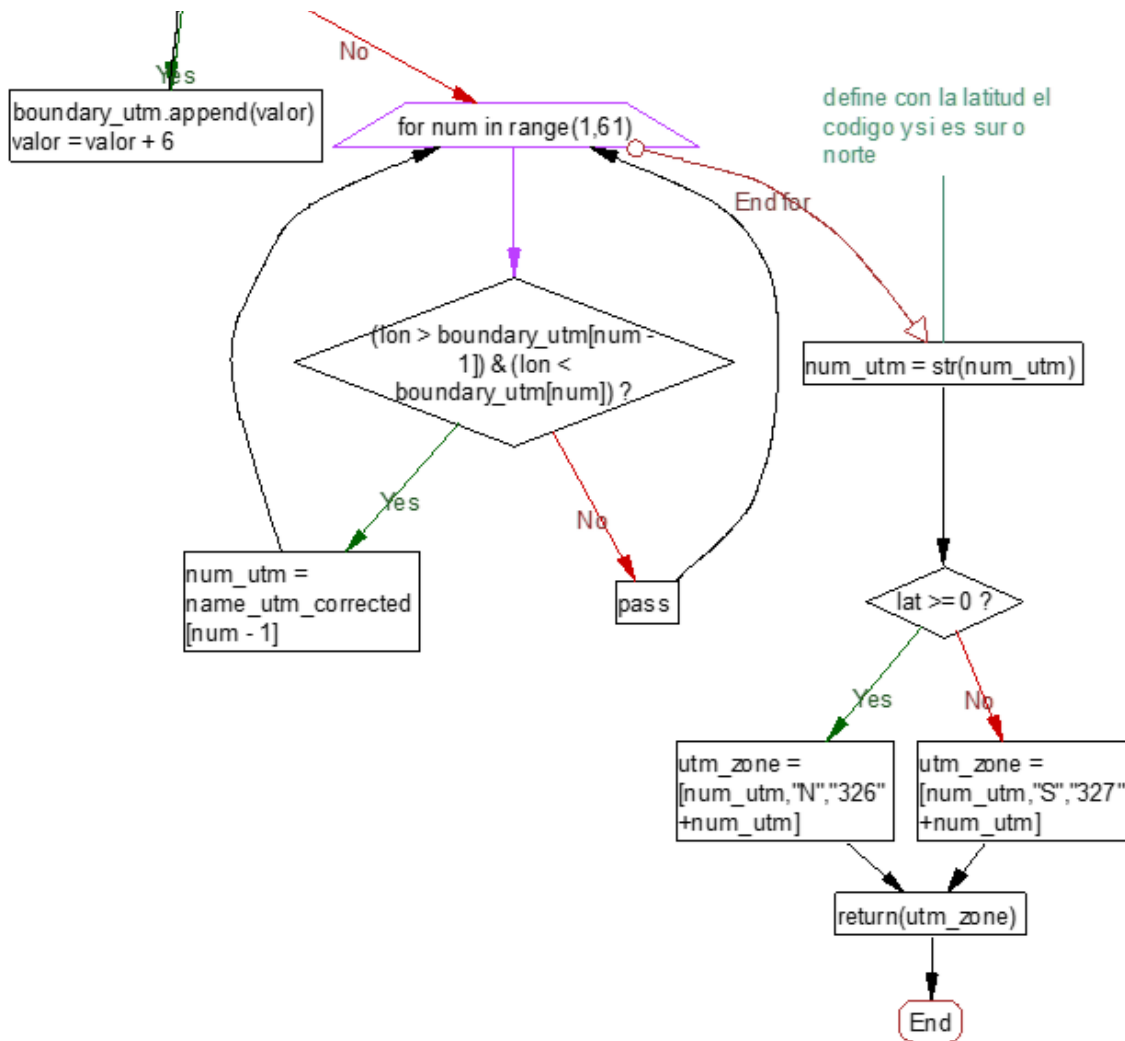 No
Yes
boundary_utm.append(valor)
valor = valor + 6
for num in range(1,61)
define con la latitud el
codigo y si es sur o
norte
End for
(lon > boundary_utm[num -
1]) & (lon <
boundary_utm[num]) ?
num_utm = str(num_utm)
Yes
No
num_utm =
name_utm_corrected
[num - 1]
pass
lat >= 0 ?
Yes
No
utm_zone =
[num_utm,"N","326"
+num_utm]
utm_zone =
[num_utm,"S","327"
+num_utm]
return(utm_zone)
End